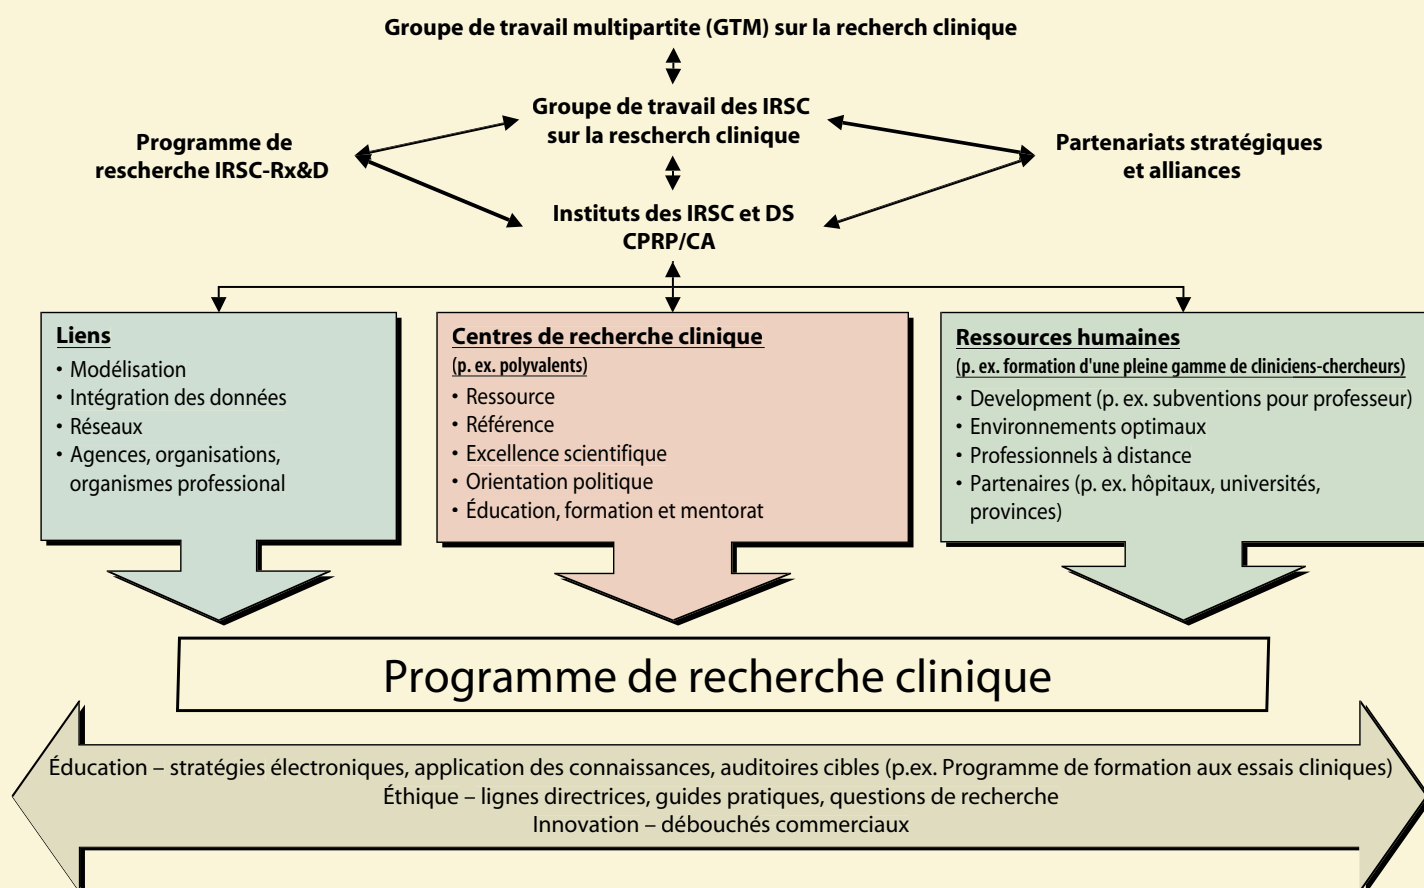 Groupe de travail multipartite (GTM) sur la recherch clinique
Groupe de travail des IRSC
sur la rescherch clinique
Programme de
rescherche IRSC-Rx&D
Partenariats stratégiques
et alliances
Instituts des IRSC et DS
CPRP/CA
Liens
• Modélisation
• Intégration des données
• Réseaux
• Agences, organisations,
organismes professional
Centres de recherche clinique
(p. ex. polyvalents)
• Ressource
• Référence
• Excellence scientifique
• Orientation politique
• Éducation, formation et mentorat
Ressources humaines
(p. ex. formation d'une pleine gamme de cliniciens-chercheurs)
• Development (p. ex. subventions pour professeur)
• Environnements optimaux
• Professionnels à distance
• Partenaires (p. ex. hôpitaux, universités,
provinces)
Programme de recherche clinique
Éducation – stratégies électroniques, application des connaissances, auditoires cibles (p.ex. Programme de formation aux essais cliniques)
Éthique – lignes directrices, guides pratiques, questions de recherche
Innovation – débouchés commerciaux